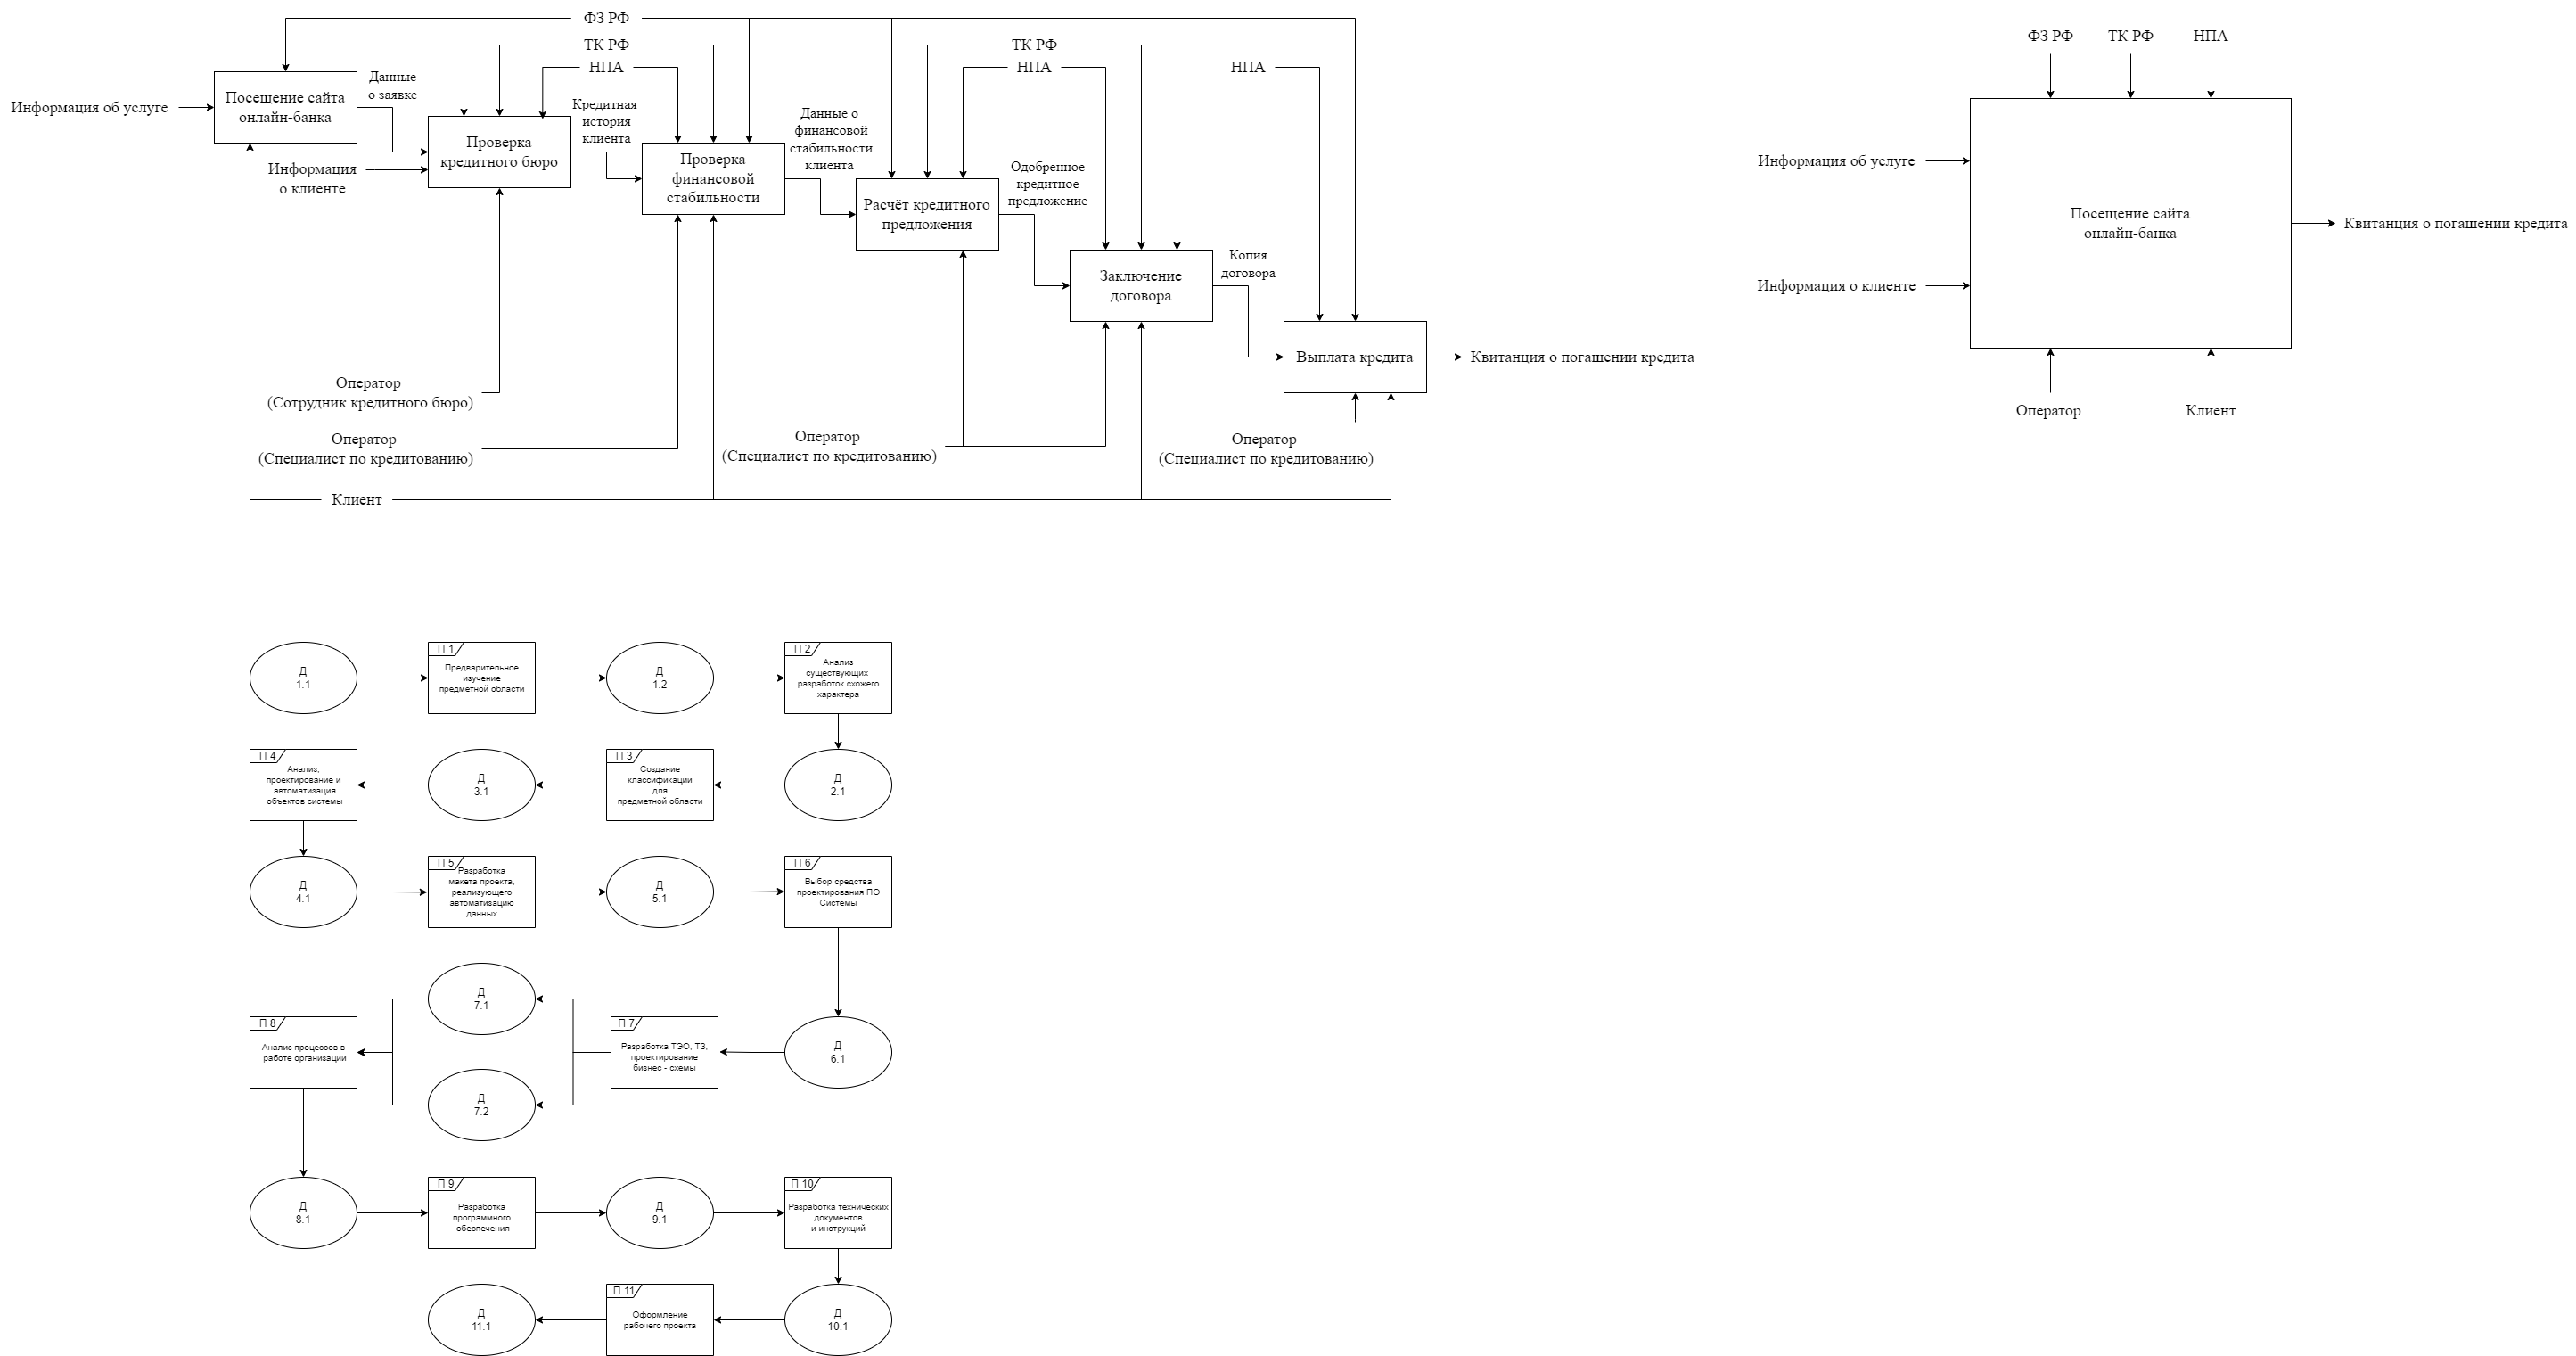 ФЗ РФ
ТК РФ
НПА
ТК РФ
НПА
НПА
Информация об услуге
Посещение сайта
онлайн-банка
Данные
о заявке
Информация
о клиенте
Проверка
кредитного бюро
Кредитная
история
клиента
Проверка
финансовой
стабильности
Данные о
финансовой
стабильности
клиента
Расчёт кредитного
предложения
Одобренное
кредитное
предложение
Заключение
договора
Копия
договора
Выплата кредита
Квитанция о погашении кредита
Оператор
(Сотрудник кредитного бюро)
Оператор
(Специалист по кредитованию)
Оператор
(Специалист по кредитованию)
Оператор
(Специалист по кредитованию)
Клиент
ФЗ РФ
ТК РФ
НПА
Информация об услуге
Информация о клиенте
Посещение сайта
онлайн-банка
Квитанция о погашении кредита
Оператор
Клиент
Д
1.1
П 1
Предварительное
изучение
предметной области
Д
1.2
П 2
Анализ
существующих
разработок схожего
характера
П 4
Анализ,
проектирование и
автоматизация
объектов системы
Д
3.1
П 3
Создание
классификации
для
предметной области
Д
2.1
Д
4.1
П 5
Разработка
макета проекта,
реализующего
автоматизацию
данных
Д
5.1
П 6
Выбор средства
проектирования ПО
Системы
Д
7.1
П 8
Анализ процессов в
работе организации
П 7
Разработка ТЭО, ТЗ,
проектирование
бизнес - схемы
Д
6.1
Д
7.2
Д
8.1
П 9
Разработка
программного
обеспечения
Д
9.1
П 10
Разработка технических
документов
и инструкций
Д
11.1
П 11
Оформление
рабочего проекта
Д
10.1